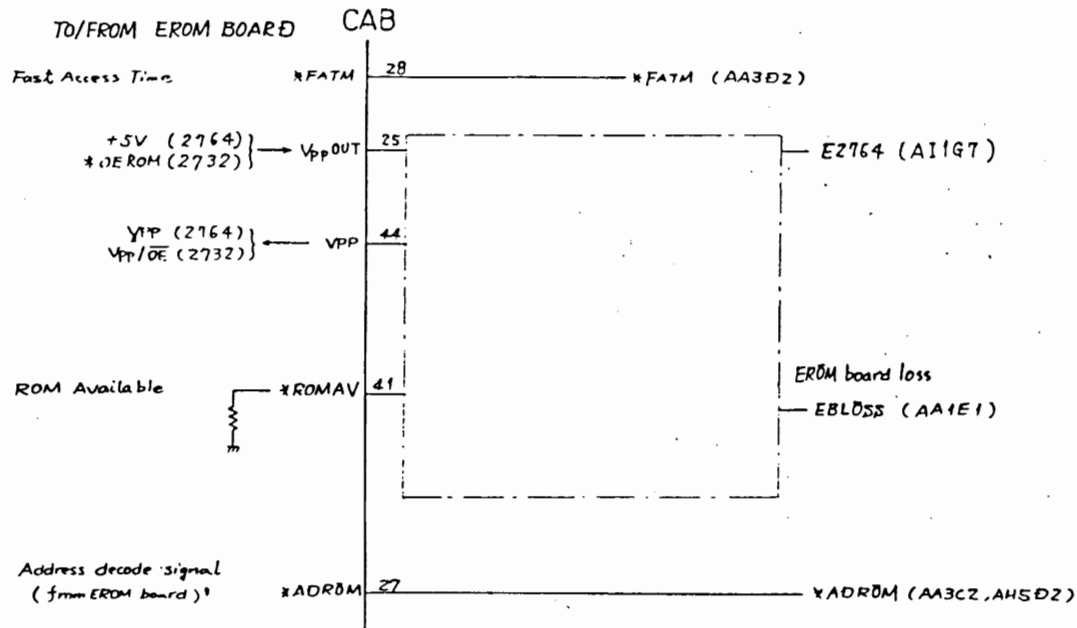 TO/FROM EROM BOARD
CAB
Fast Access Time
*FATM
28
*FATM (AA3D2)
+5V (2764)
*OEROM (2732)
VppOUT
25
E2764 (AI1G7)
VPP (2764)
Vpp/OE (2732)
VPP
44
ROM Available
*ROMAV
41
EROM board loss
EBLOSS (AA1E1)
Address decode signal
(from EROM board)
*ADROM
27
*ADROM (AA3C2, AH5D2)